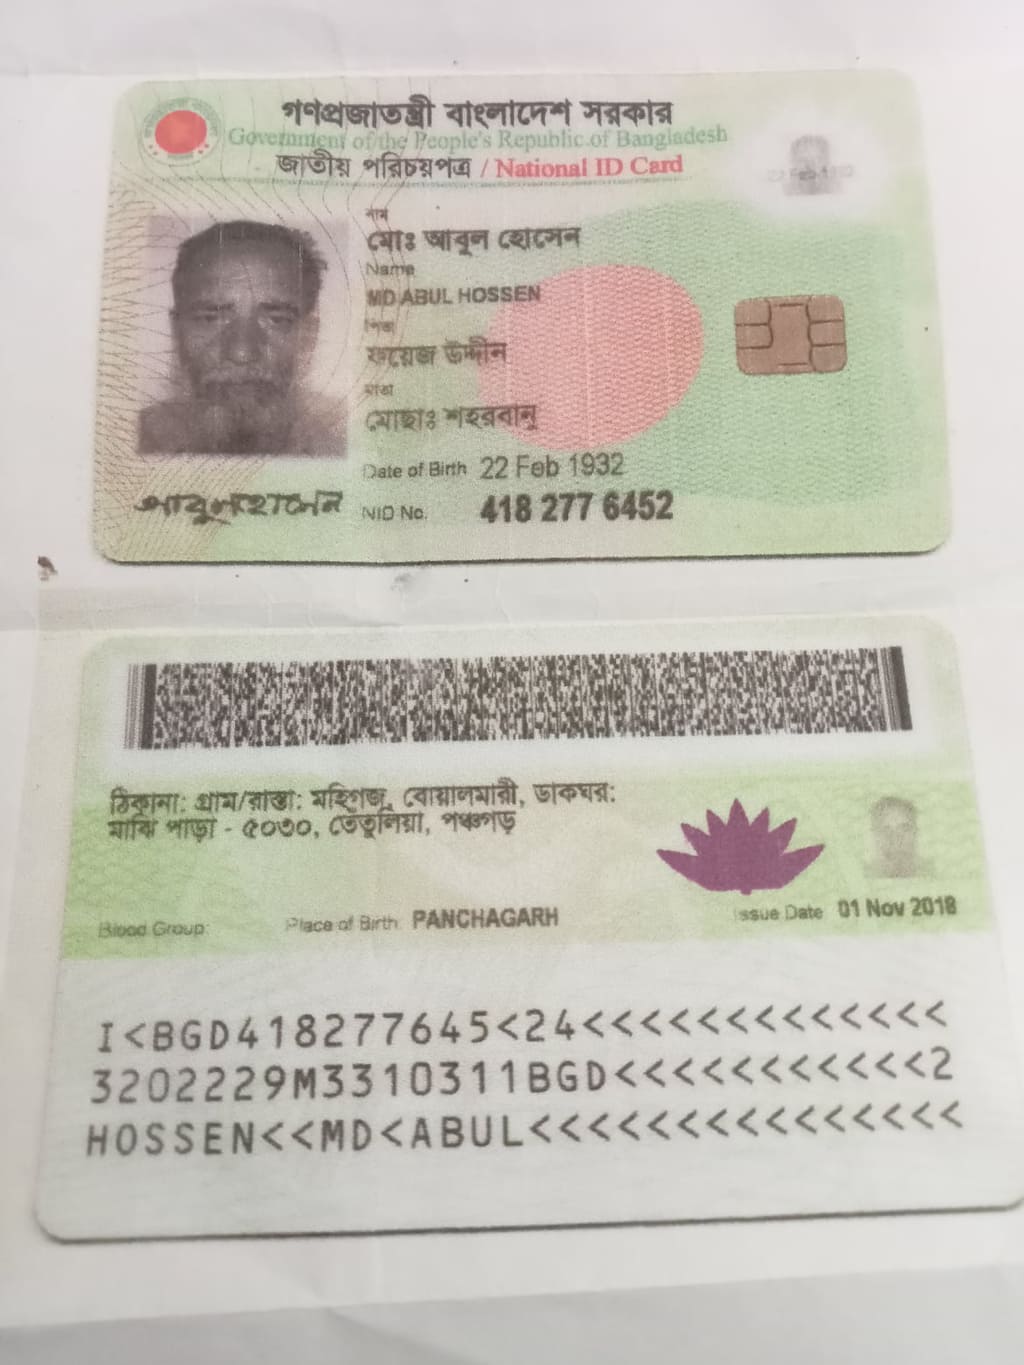 গণপ্রজাতন্ত্রী বাংলাদেশ সরকার
Government of the People's Republic of Bangladesh
জাতীয় পরিচয়পত্র / National ID Card
নাম
মোঃ আবুল হোসেন
Name
MD ABUL HOSSEN
পিতা
ফয়েজ উদ্দীন
মাতা
মোছাঃ শহরবানু
Date of Birth 22 Feb 1932
আবুল হোসেন NID No. 418 277 6452
ঠিকানা: গ্রাম/রাস্তা: মহিগজ, বোয়ালমারী, ডাকঘর:
মাঝি পাড়া - ৫০৩০, তেঁতুলিয়া, পঞ্চগড়
Blood Group: Place of Birth: PANCHAGARH Issue Date 01 Nov 2018
I<BGD418277645<24<<<<<<<<<<<<<
3202229M3310311BGD<<<<<<<<<<<2
HOSSEN<<MD<ABUL<<<<<<<<<<<<<<<